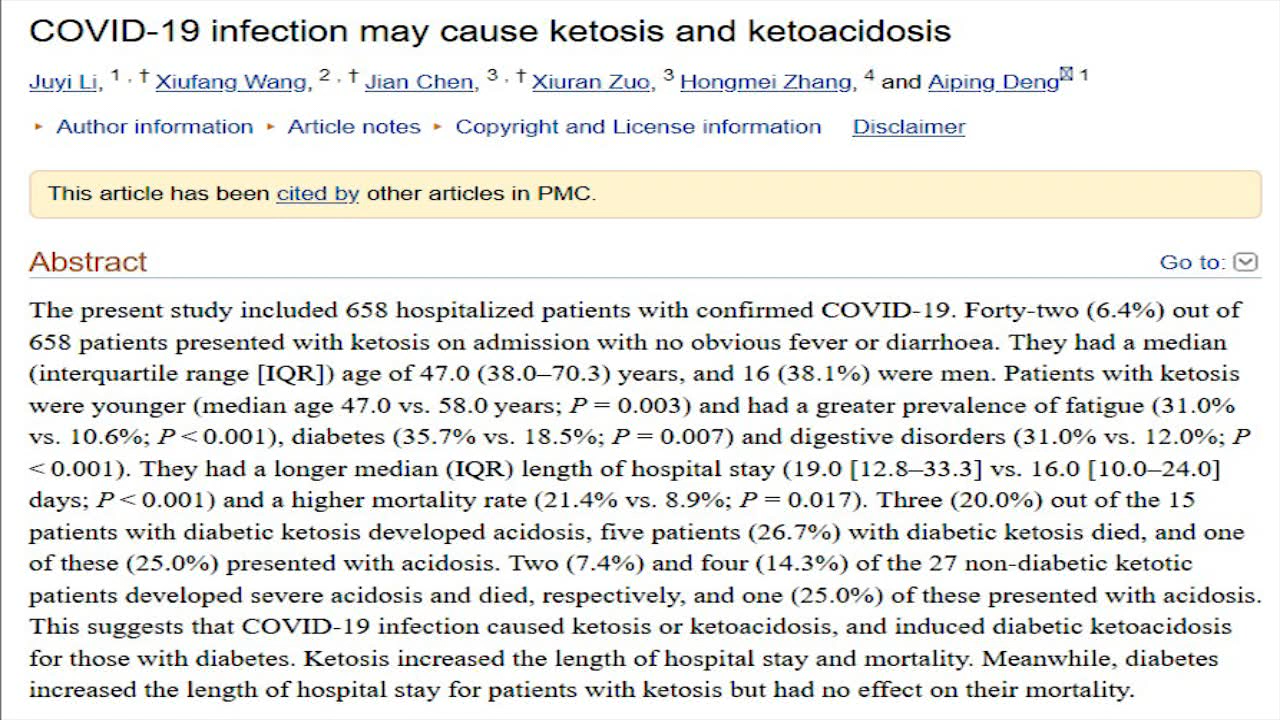 COVID-19 infection may cause ketosis and ketoacidosis
Juyi Li, 1 , † Xiufang Wang, 2 , † Jian Chen, 3 , † Xiuran Zuo, 3 Hongmei Zhang, 4 and Aiping Deng 1
Author information Article notes Copyright and License information Disclaimer
This article has been cited by other articles in PMC.
Abstract Go to:
The present study included 658 hospitalized patients with confirmed COVID-19. Forty-two (6.4%) out of
658 patients presented with ketosis on admission with no obvious fever or diarrhoea. They had a median
(interquartile range [IQR]) age of 47.0 (38.0–70.3) years, and 16 (38.1%) were men. Patients with ketosis
were younger (median age 47.0 vs. 58.0 years; P = 0.003) and had a greater prevalence of fatigue (31.0%
vs. 10.6%; P < 0.001), diabetes (35.7% vs. 18.5%; P = 0.007) and digestive disorders (31.0% vs. 12.0%; P
< 0.001). They had a longer median (IQR) length of hospital stay (19.0 [12.8–33.3] vs. 16.0 [10.0–24.0]
days; P < 0.001) and a higher mortality rate (21.4% vs. 8.9%; P = 0.017). Three (20.0%) out of the 15
patients with diabetic ketosis developed acidosis, five patients (26.7%) with diabetic ketosis died, and one
of these (25.0%) presented with acidosis. Two (7.4%) and four (14.3%) of the 27 non-diabetic ketotic
patients developed severe acidosis and died, respectively, and one (25.0%) of these presented with acidosis.
This suggests that COVID-19 infection caused ketosis or ketoacidosis, and induced diabetic ketoacidosis
for those with diabetes. Ketosis increased the length of hospital stay and mortality. Meanwhile, diabetes
increased the length of hospital stay for patients with ketosis but had no effect on their mortality.